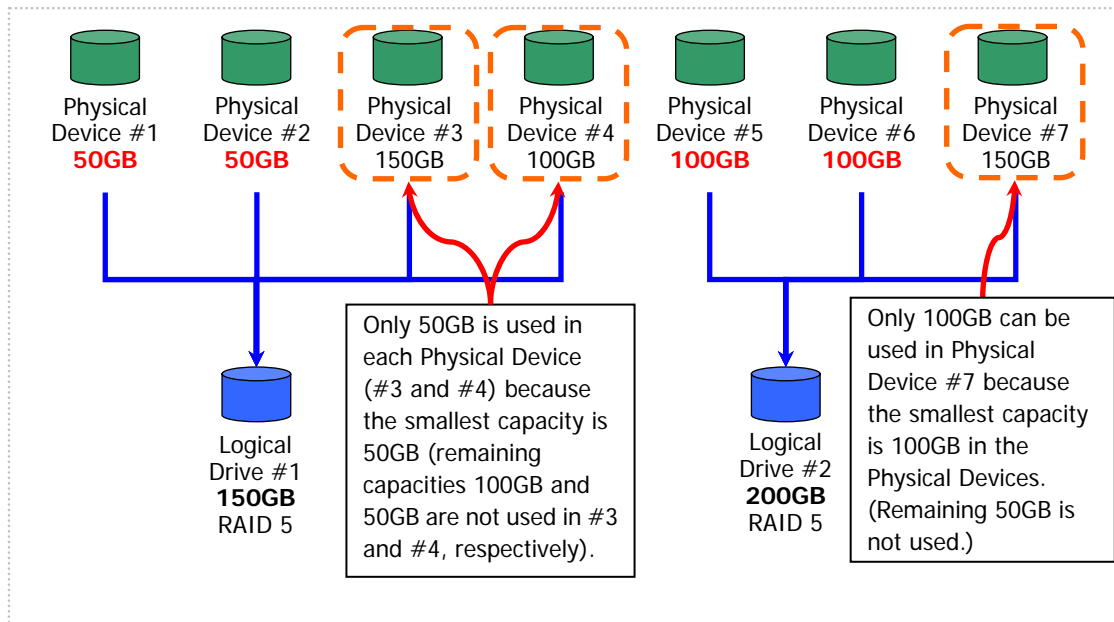 Physical
Device #1
50GB
Physical
Device #2
50GB
Physical
Device #3
150GB
Physical
Device #4
100GB
Physical
Device #5
100GB
Physical
Device #6
100GB
Physical
Device #7
150GB
Only 50GB is used in
each Physical Device
(#3 and #4) because
the smallest capacity is
50GB (remaining
capacities 100GB and
50GB are not used in #3
and #4, respectively).
Only 100GB can be
used in Physical
Device #7 because
the smallest capacity
is 100GB in the
Physical Devices.
(Remaining 50GB is
not used.)
Logical
Drive #1
150GB
RAID 5
Logical
Drive #2
200GB
RAID 5